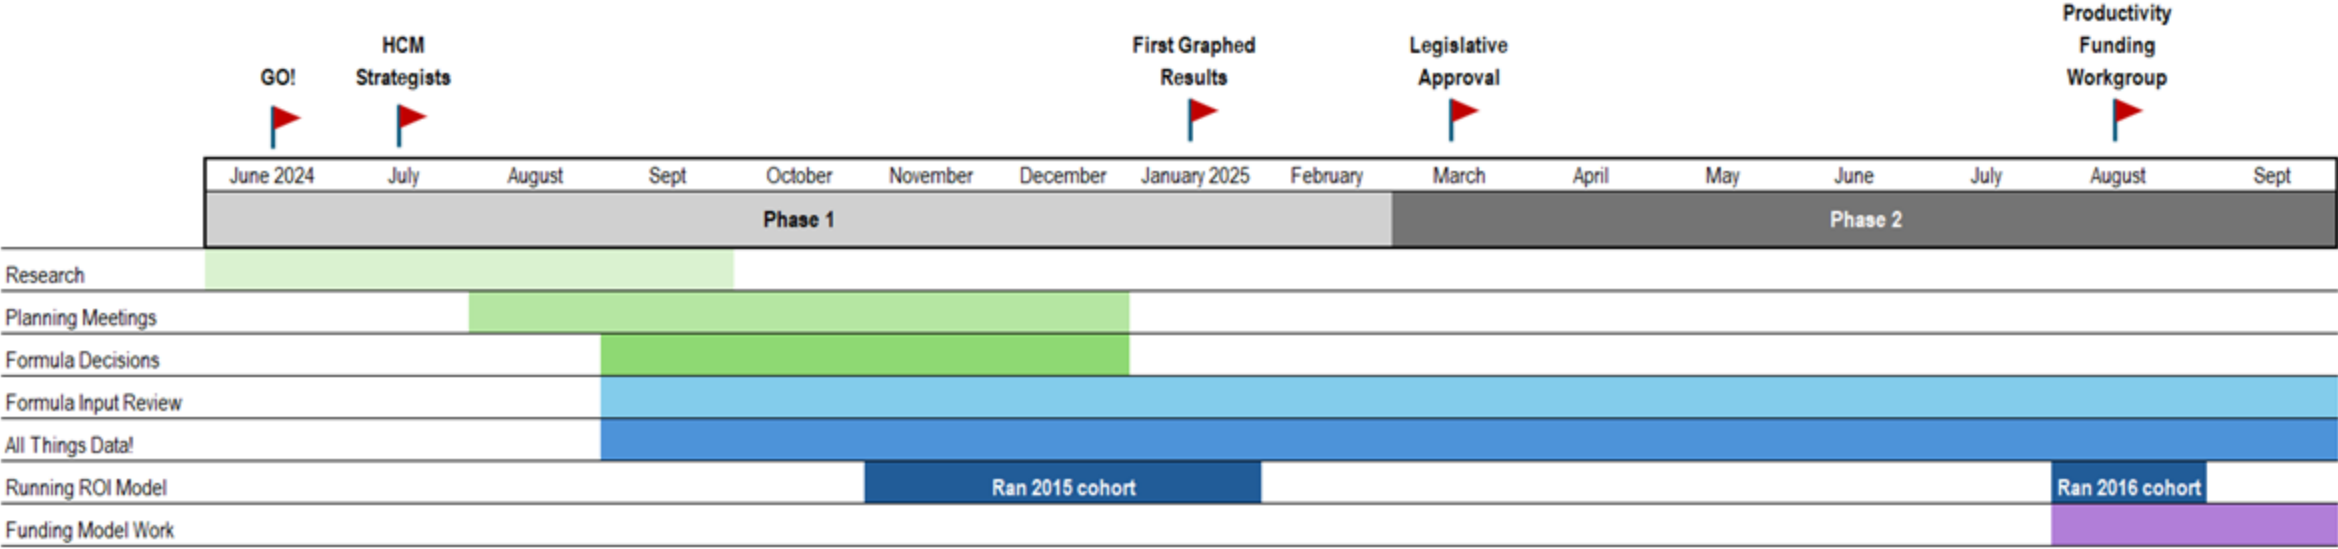 Productivity
HCM First Graphed Legislative Funding
GO! Strategists Results Approval Workgroup
June 2024 July August Sept October November December January 2025 February March April May June July August Sept
Phase 1 Phase 2
Research
Planning Meetings
Formula Decisions
Formula Input Review
All Things Data!
Running ROI Model Ran 2015 cohort Ran 2016 cohort
Funding Model Work